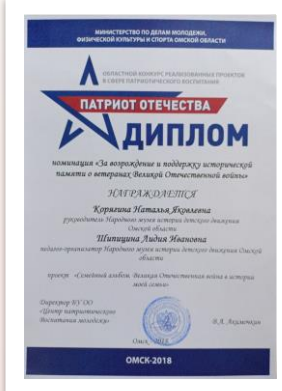 МИНИСТЕРСТВО ПО ДЕЛАМ МОЛОДЕЖИ,
ФИЗИЧЕСКОЙ КУЛЬТУРЫ И СПОРТА ОМСКОЙ ОБЛАСТИ
ОБЛАСТНОЙ КОНКУРС РЕАЛИЗОВАННЫХ ПРОЕКТОВ
В СФЕРЕ ПАТРИОТИЧЕСКОГО ВОСПИТАНИЯ
ПАТРИОТ ОТЕЧЕСТВА
ДИПЛОМ
номинация «За возрождение и поддержку исторической
памяти о ветеранах Великой Отечественной войны»
НАГРАЖДАЕТСЯ
Корягина Наталья Яковлевна
руководитель Народного музея истории детского движения
Омской области
Шипицина Лидия Ивановна
педагог-организатор Народного музея истории детского движения Омской
области
проект «Семейный альбом. Великая Отечественная война в истории
моей семьи»
Директор БУ ОО
«Центр патриотического
Воспитания молодежи»
В.А.
Омск - 2018
ОМСК-2018